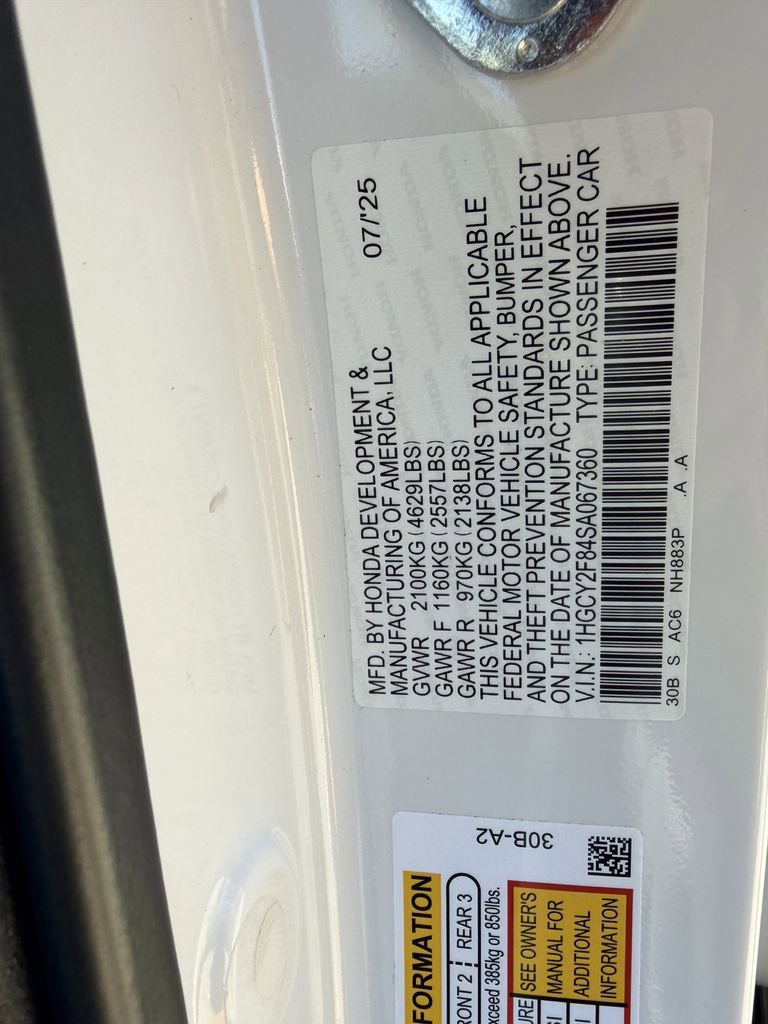 MFD. BY HONDA DEVELOPMENT &
MANUFACTURING OF AMERICA, LLC 07/'25
GVWR 2100KG (4629LBS)
GAWR F 1160KG (2557LBS)
GAWR R 970KG (2138LBS)
THIS VEHICLE CONFORMS TO ALL APPLICABLE
FEDERAL MOTOR VEHICLE SAFETY, BUMPER,
AND THEFT PREVENTION STANDARDS IN EFFECT
ON THE DATE OF MANUFACTURE SHOWN ABOVE.
V.I.N.: 1HGCY2F84SA067360 TYPE: PASSENGER CAR
30B S AC6 NH883P .A .A
30B-A2
FORMATION
RONT 2 REAR 3
xceed 385kg or 850lbs.
SEE OWNER'S
MANUAL FOR
ADDITIONAL
INFORMATION